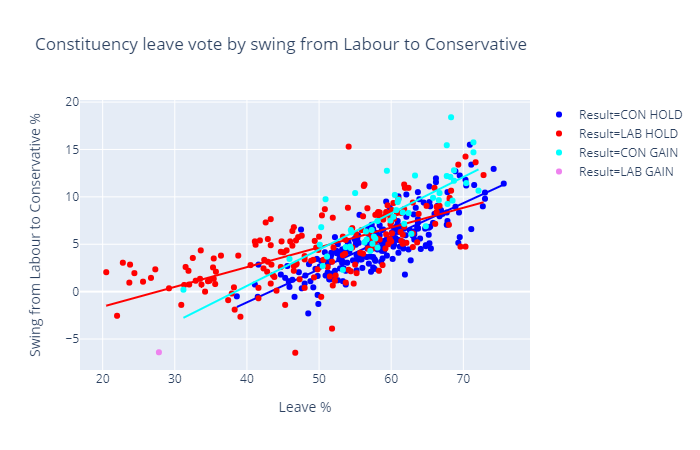 Constituency leave vote by swing from Labour to Conservative
Swing from Labour to Conservative %
20
15
10
5
0
−5
20 30 40 50 60 70
Leave %
Result=CON HOLD
Result=LAB HOLD
Result=CON GAIN
Result=LAB GAIN